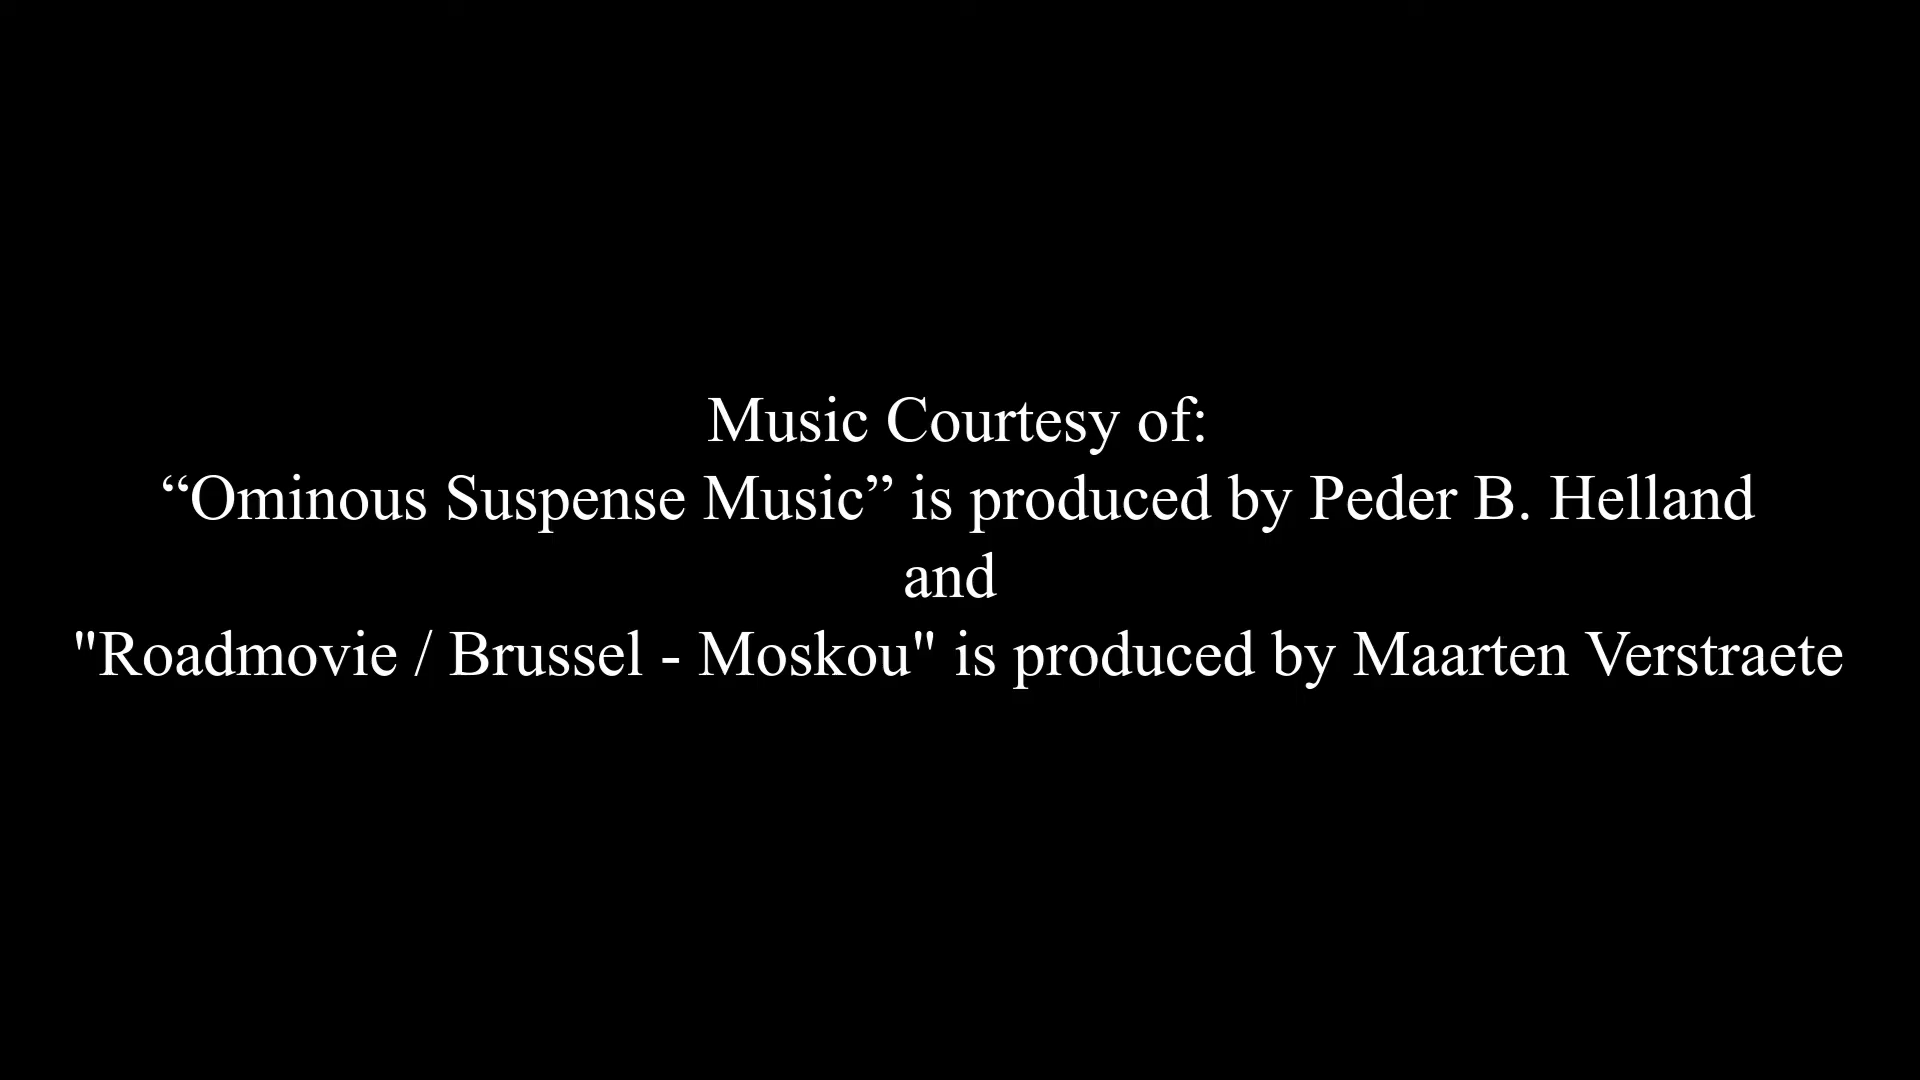 Music Courtesy of:
“Ominous Suspense Music” is produced by Peder B. Helland
and
"Roadmovie / Brussel - Moskou" is produced by Maarten Verstraete